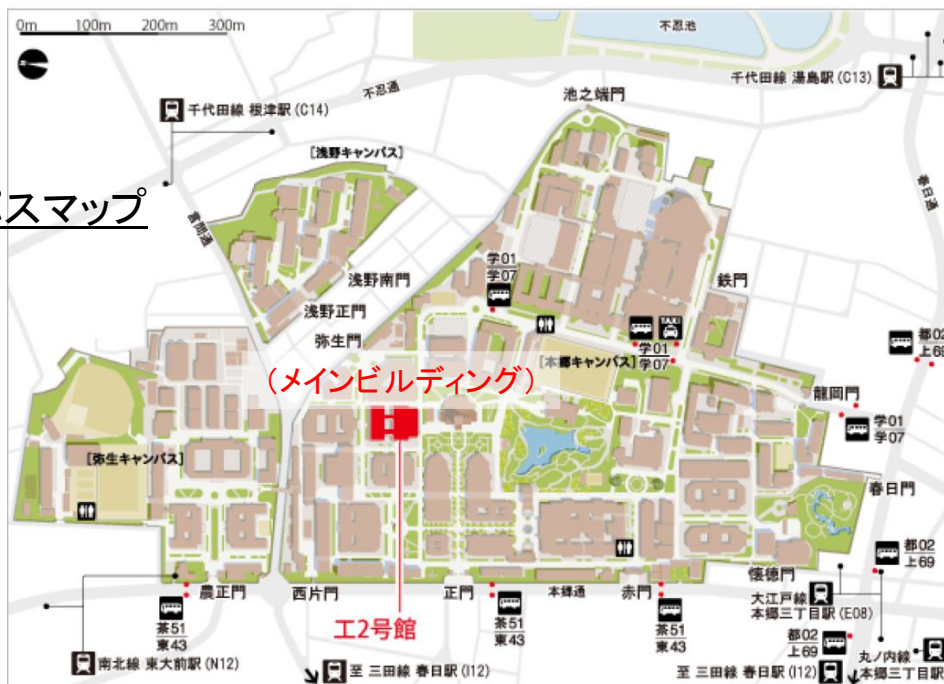 0m 100m 200m 300m
不忍池
千代田線 湯島駅 (C13)
不忍通
池之端門
千代田線 根津駅 (C14)
[浅野キャンパス]
春日通
スマップ
言問通
学01
学07
浅野南門
鉄門
浅野正門
TAXI
弥生門
都02
上69
[本郷キャンパス]
学01
学07
(メインビルディング)
龍岡門
学01
学07
[弥生キャンパス]
春日門
都02
上69
懐徳門
農正門
西片門
正門
本郷通
赤門
大江戸線
本郷三丁目駅 (E08)
茶51
東43
工2号館
茶51
東43
茶51
東43
都02
上69
丸ノ内線
本郷三丁目駅
南北線 東大前駅 (N12)
至 三田線 春日駅 (I12)
至 三田線 春日駅 (I12)